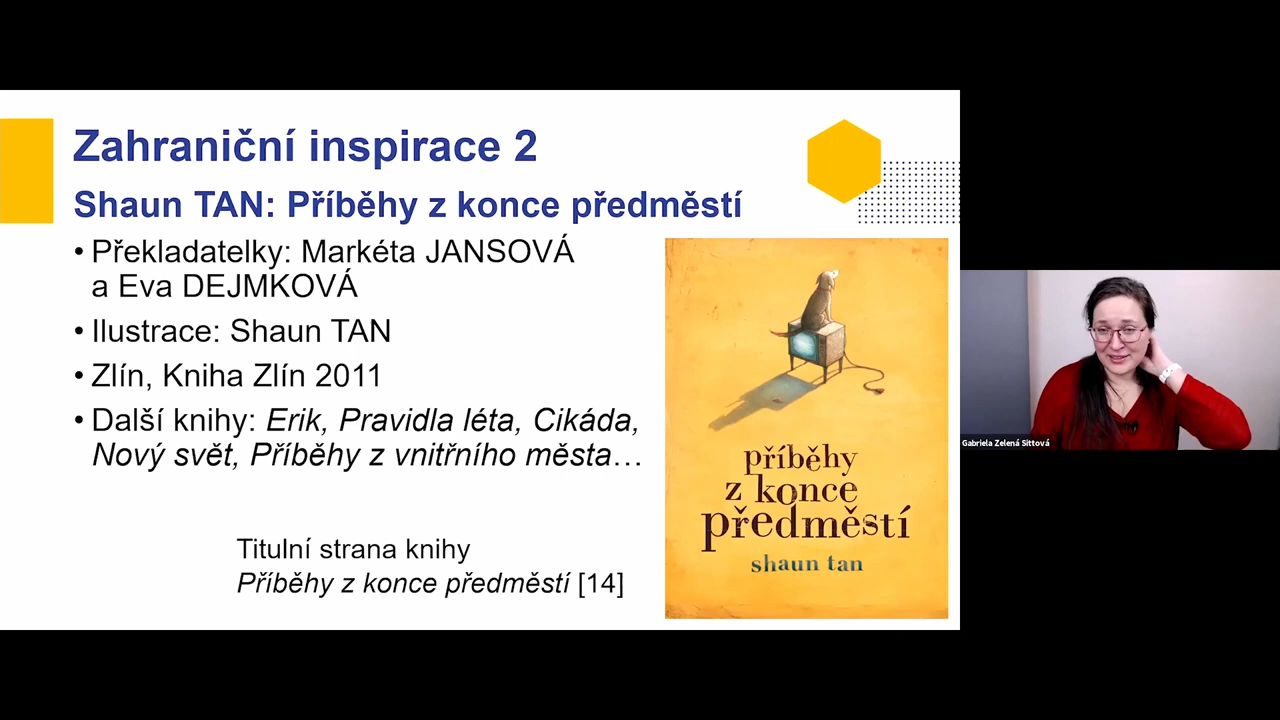 Zahraniční inspirace 2
Shaun TAN: Příběhy z konce předměstí
• Překladatelky: Markéta JANSOVÁ
a Eva DEJMKOVÁ
• Ilustrace: Shaun TAN
• Zlín, Kniha Zlín 2011
• Další knihy: Erik, Pravidla léta, Cikáda,
Nový svět, Příběhy z vnitřního města…
Titulní strana knihy
Příběhy z konce předměstí [14]
příběhy
z konce
předměstí
shaun tan
Gabriela Zelená Sittová